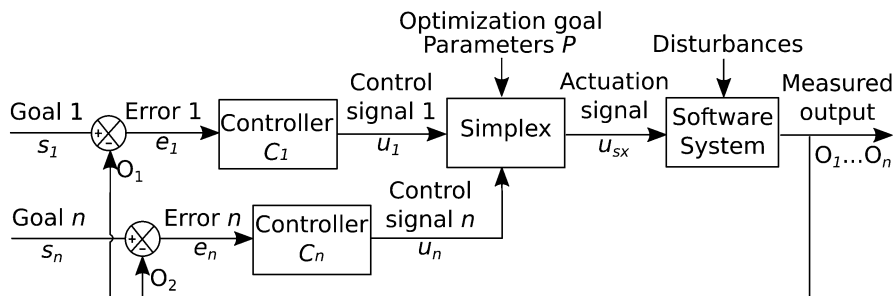 Optimization goal
Parameters P
Disturbances
Goal 1
s1
+
-
Error 1
e1
Controller
C1
Control
signal 1
u1
Simplex
Actuation
signal
usx
Software
System
Measured
output
O1...On
O1
Goal n
sn
+
-
Error n
en
Controller
Cn
Control
signal n
un
O2